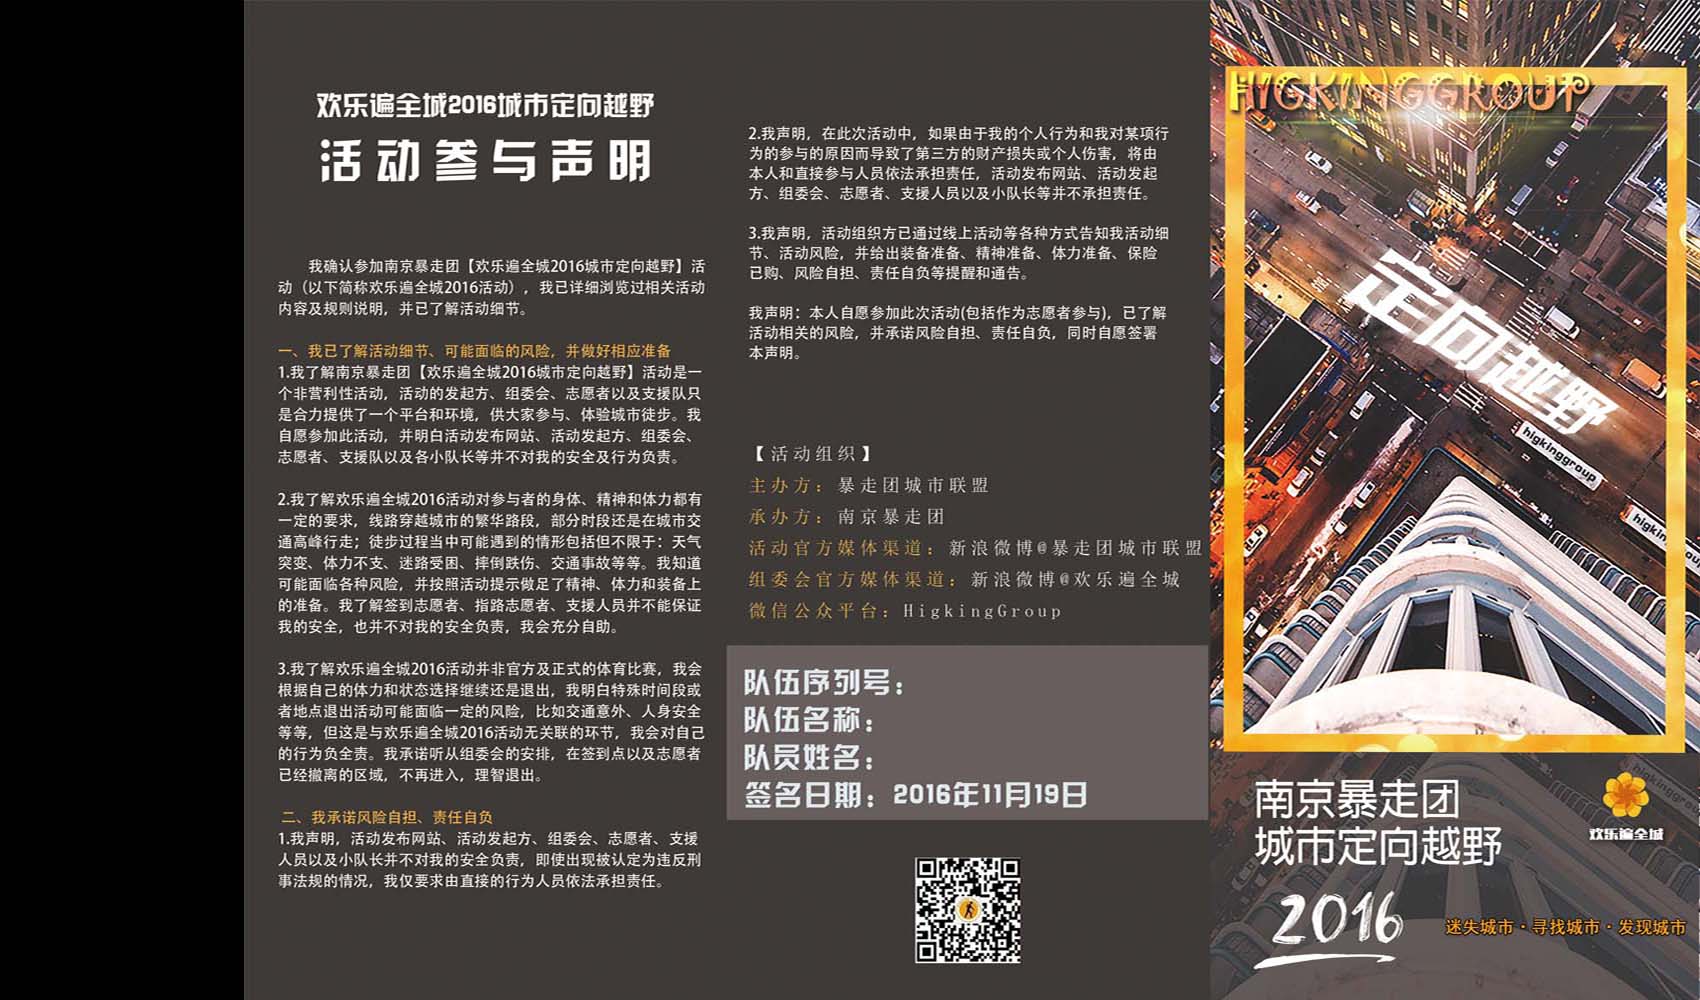 欢乐遍全城2016城市定向越野
活动参与声明
我确认参加南京暴走团【欢乐遍全城2016城市定向越野】活
动（以下简称欢乐遍全城2016活动），我已详细浏览过相关活动
内容及规则说明，并已了解活动细节。
一、我已了解活动细节、可能面临的风险，并做好相应准备
1.我了解南京暴走团【欢乐遍全城2016城市定向越野】活动是一
个非营利性活动，活动的发起方、组委会、志愿者以及支援队只
是合力提供了一个平台和环境，供大家参与、体验城市徒步。我
自愿参加此活动，并明白活动发布网站、活动发起方、组委会、
志愿者、支援队以及各小队长等并不对我的安全及行为负责。
2.我了解欢乐遍全城2016活动对参与者的身体、精神和体力都有
一定的要求，线路穿越城市的繁华路段，部分时段还是在城市交
通高峰行走；徒步过程当中可能遇到的情形包括但不限于：天气
突变、体力不支、迷路受困、摔倒跌伤、交通事故等等。我知道
可能面临各种风险，并按照活动提示做足了精神、体力和装备上
的准备。我了解签到志愿者、指路志愿者、支援人员并不能保证
我的安全，也并不对我的安全负责，我会充分自助。
3.我了解欢乐遍全城2016活动并非官方及正式的体育比赛，我会
根据自己的体力和状态选择继续还是退出，我明白特殊时间段或
者地点退出活动可能面临一定的风险，比如交通意外、人身安全
等等，但这是与欢乐遍全城2016活动无关联的环节，我会对自己
的行为负全责。我承诺听从组委会的安排，在签到点以及志愿者
已经撤离的区域，不再进入，理智退出。
二、我承诺风险自担、责任自负
1.我声明，活动发布网站、活动发起方、组委会、志愿者、支援
人员以及小队长并不对我的安全负责，即使出现被认定为违反刑
事法规的情况，我仅要求由直接的行为人员依法承担责任。
2.我声明，在此次活动中，如果由于我的个人行为和我对某项行
为的参与的原因而导致了第三方的财产损失或个人伤害，将由
本人和直接参与人员依法承担责任，活动发布网站、活动发起
方、组委会、志愿者、支援人员以及小队长等并不承担责任。
3.我声明，活动组织方已通过线上活动等各种方式告知我活动细
节、活动风险，并给出装备准备、精神准备、体力准备、保险
已购、风险自担、责任自负等提醒和通告。
我声明：本人自愿参加此次活动(包括作为志愿者参与)，已了解
活动相关的风险，并承诺风险自担、责任自负，同时自愿签署
本声明。
【活动组织】
主办方：暴走团城市联盟
承办方：南京暴走团
活动官方媒体渠道：新浪微博@暴走团城市联盟
组委会官方媒体渠道：新浪微博@欢乐遍全城
微信公众平台：HigkingGroup
队伍序列号：
队伍名称：
队员姓名：
签名日期：2016年11月19日
HIGKINGGROUP
定向越野
higkinggroup
higkinggroup
南京暴走团
城市定向越野
2016
欢乐遍全城
迷失城市·寻找城市·发现城市